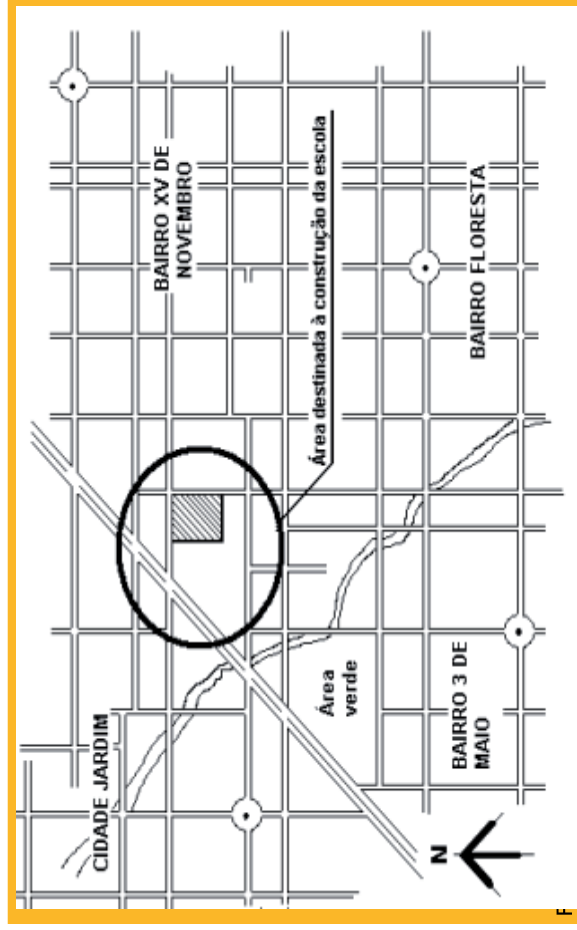 CIDADE JARDIM
BAIRRO XV DE
NOVEMBRO
Área destinada à construção da escola
Área
verde
BAIRRO 3 DE
MAIO
BAIRRO FLORESTA
N